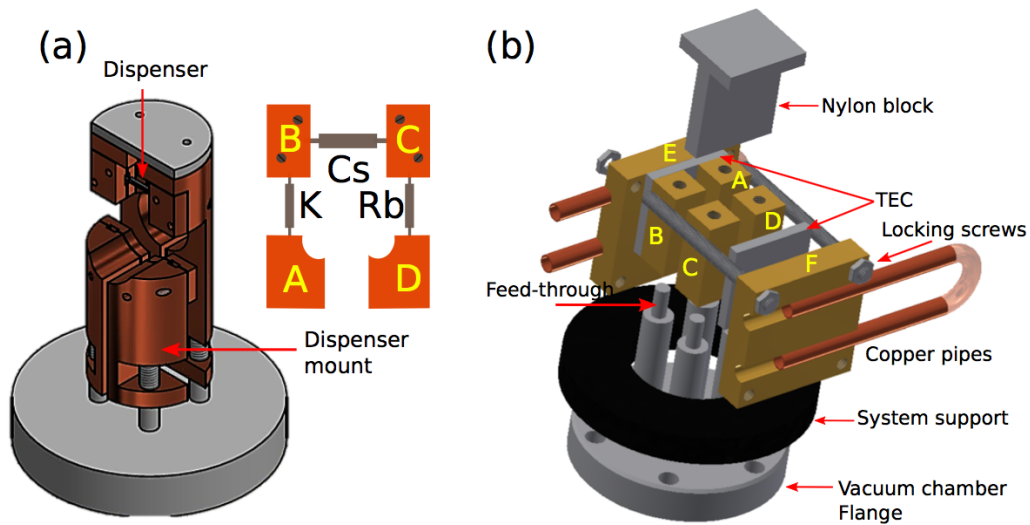 (a)
Dispenser
B
C
Cs
K
Rb
A
D
Dispenser
mount
(b)
Nylon block
E
A
TEC
D
Locking screws
B
F
C
Feed-through
Copper pipes
System support
Vacuum chamber
Flange